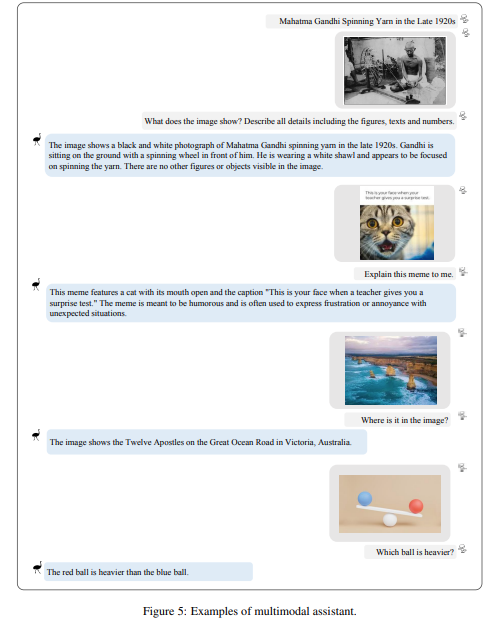 Mahatma Gandhi Spinning Yarn in the Late 1920s
What does the image show? Describe all details including the figures, texts and numbers.
The image shows a black and white photograph of Mahatma Gandhi spinning yarn in the late 1920s. Gandhi is
sitting on the ground with a spinning wheel in front of him. He is wearing a white shawl and appears to be focused
on spinning the yarn. There are no other figures or objects visible in the image.
This is your face when your
teacher gives you a surprise test.
Explain this meme to me.
This meme features a cat with its mouth open and the caption "This is your face when a teacher gives you a
surprise test." The meme is meant to be humorous and is often used to express frustration or annoyance with
unexpected situations.
Where is it in the image?
The image shows the Twelve Apostles on the Great Ocean Road in Victoria, Australia.
Which ball is heavier?
The red ball is heavier than the blue ball.
Figure 5: Examples of multimodal assistant.